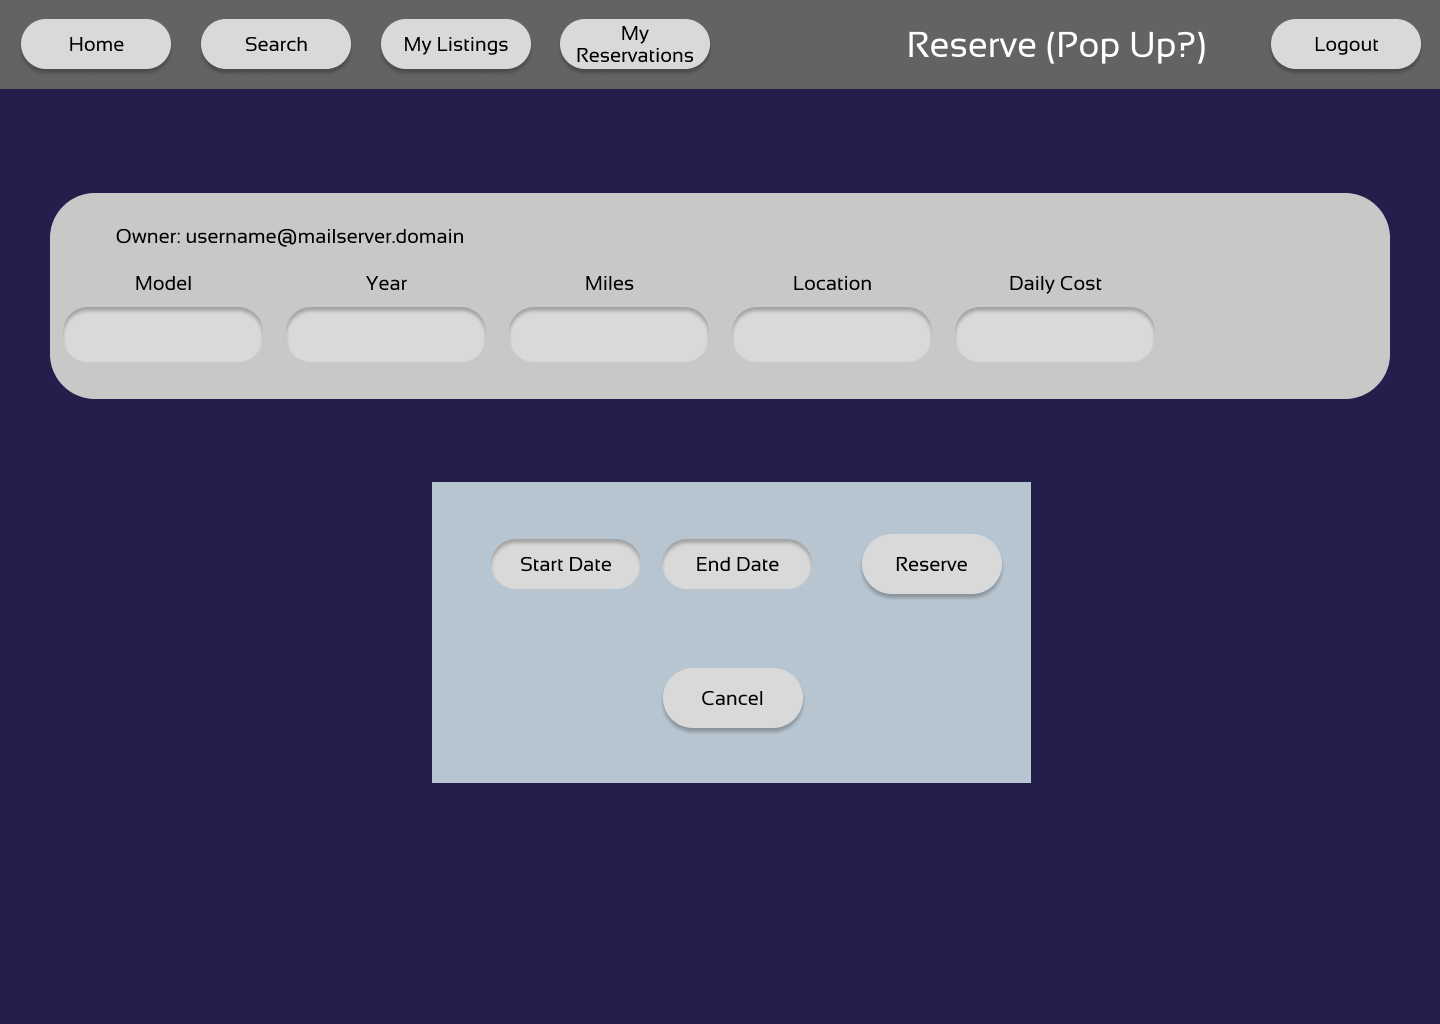 Home
Search
My Listings
My
Reservations
Reserve (Pop Up?)
Logout
Owner: username@mailserver.domain
Model
Year
Miles
Location
Daily Cost
Start Date
End Date
Reserve
Cancel